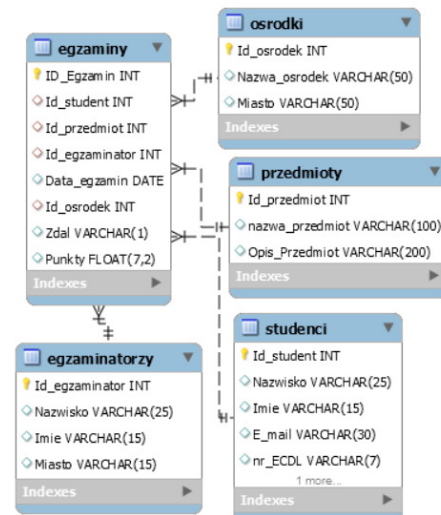 egzaminy
ID_Egzamin INT
Id_student INT
Id_przedmiot INT
Id_egzaminator INT
Data_egzamin DATE
Id_osrodek INT
Zdal VARCHAR(1)
Punkty FLOAT(7,2)
Indexes
osrodki
Id_osrodek INT
Nazwa_osrodek VARCHAR(50)
Miasto VARCHAR(50)
Indexes
przedmioty
Id_przedmiot INT
nazwa_przedmiot VARCHAR(100)
Opis_Przedmiot VARCHAR(200)
Indexes
egzaminatorzy
Id_egzaminator INT
Nazwisko VARCHAR(25)
Imie VARCHAR(15)
Miasto VARCHAR(15)
Indexes
studenci
Id_student INT
Nazwisko VARCHAR(25)
Imie VARCHAR(15)
E_mail VARCHAR(30)
nr_ECDL VARCHAR(7)
1 more...
Indexes